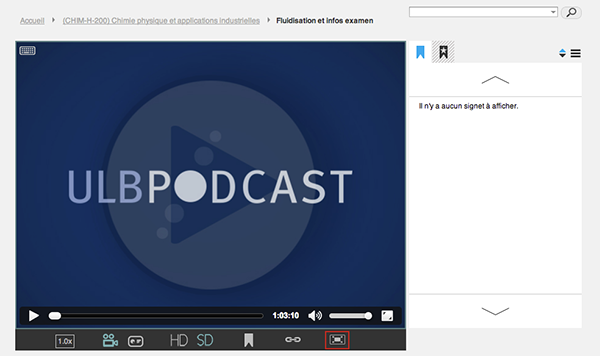 Accueil (CHIM-H-200) Chimie physique et applications industrielles Fluidisation et infos examen
Il n'y a aucun signet à afficher.
ULBPODCAST
1:03:10
1.0x HD SD